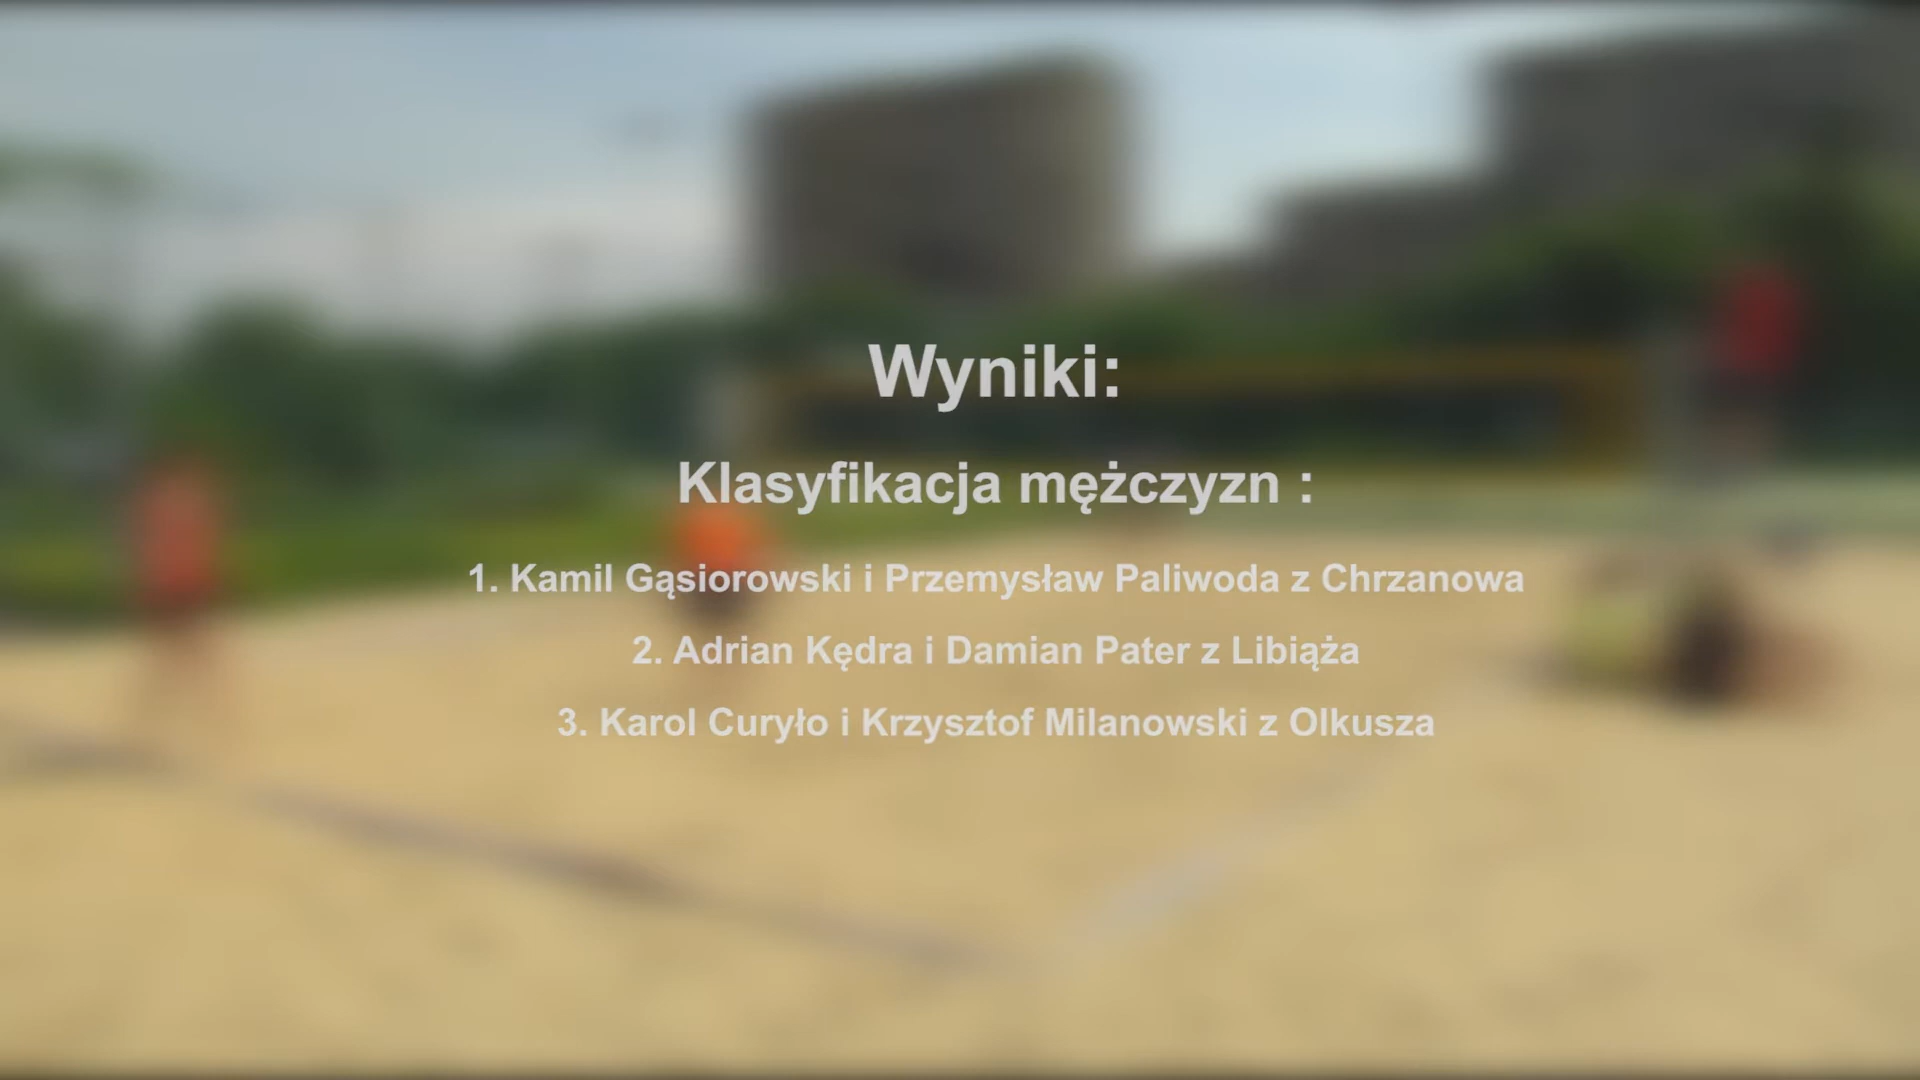 Wyniki:
Klasyfikacja mężczyzn :
1. Kamil Gąsiorowski i Przemysław Paliwoda z Chrzanowa
2. Adrian Kędra i Damian Pater z Libiąża
3. Karol Curyło i Krzysztof Milanowski z Olkusza